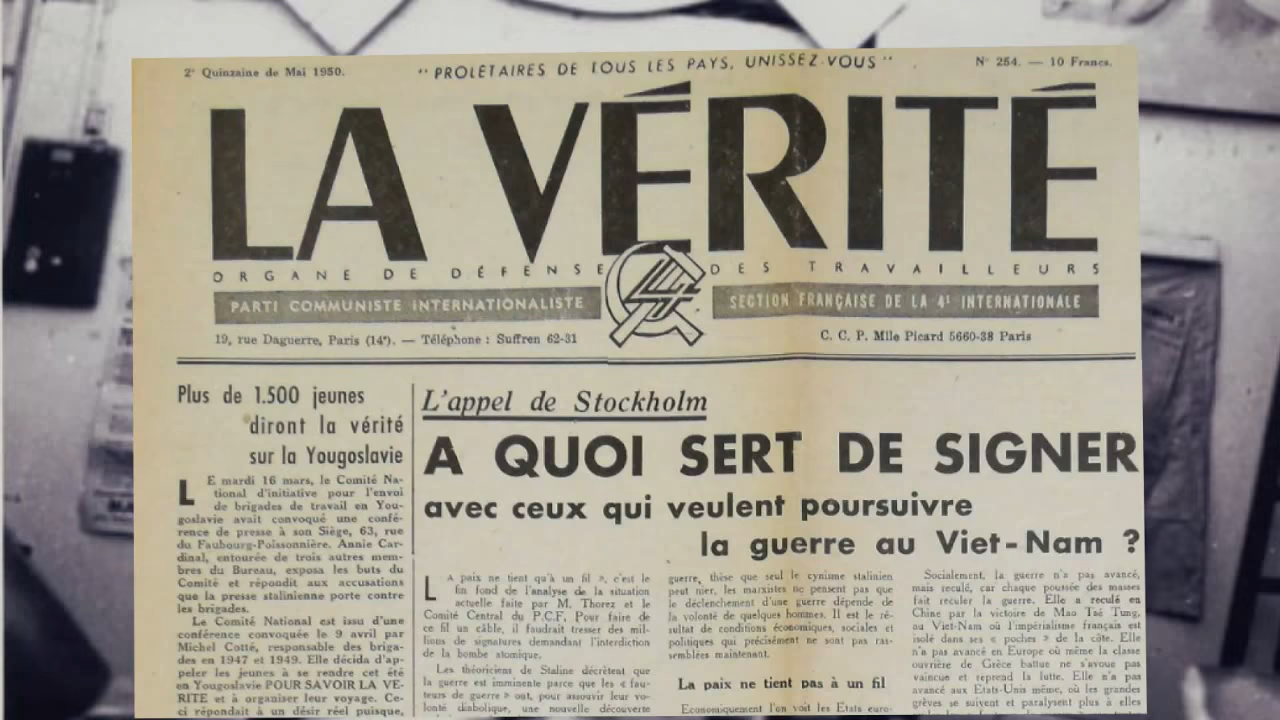 2e Quinzaine de Mai 1950.
"PROLÉTAIRES DE TOUS LES PAYS, UNISSEZ-VOUS"
N° 254. — 10 Francs.
LA VÉRITÉ
ORGANE DE DÉFENSE DES TRAVAILLEURS
PARTI COMMUNISTE INTERNATIONALISTE
SECTION FRANÇAISE DE LA 4e INTERNATIONALE
19, rue Daguerre, Paris (14e). — Téléphone : Suffren 62-31
C. C. P. Mlle Picard 5660-38 Paris
Plus de 1.500 jeunes
diront la vérité
sur la Yougoslavie
LE mardi 16 mars, le Comité Na-
tional d'initiative pour l'envoi
de brigades de travail en You-
goslavie avait convoqué une confé-
rence de presse à son Siège, 63, rue
du Faubourg-Poissonnière. Annie Car-
dinal, entourée de trois autres mem-
bres du Bureau, exposa les buts du
Comité et répondit aux accusations
que la presse stalinienne porte contre
les brigades.
Le Comité National est issu d'une
conférence convoquée le 9 avril par
Michel Cotté, responsable des briga-
des en 1947 et 1949. Elle décida d'ap-
peler les jeunes à se rendre cet été
en Yougoslavie POUR SAVOIR LA VE-
RITE et à organiser leur voyage. Ce-
ci répondait à un désir réel puisque,
L'appel de Stockholm
A QUOI SERT DE SIGNER
avec ceux qui veulent poursuivre
la guerre au Viet-Nam ?
LA paix ne tient qu'à un fil », c'est le
fin fond de l'analyse de la situation
actuelle faite par M. Thorez et le
Comité Central du P.C.F. Pour faire de
ce fil un câble, il faudrait tresser des mil-
lions de signatures demandant l'interdiction
de la bombe atomique.
Les théoriciens de Staline décrètent que
la guerre est imminente parce que les « fau-
teurs de guerre » ont, pour assouvir leur vo-
lonté diabolique, une nouvelle découverte
guerre, thèse que seul le cynisme stalinien
peut nier, les marxistes ne pensent pas que
le déclenchement d'une guerre dépende de
la volonté de quelques hommes. Il est le ré-
sultat de conditions économiques, sociales et
politiques qui précisément ne sont pas ras-
semblées maintenant.
La paix ne tient pas à un fil
Economiquement l'on voit les Etats euro-
Socialement, la guerre n'a pas avancé,
mais reculé, car chaque poussée des masses
fait reculer la guerre. Elle a reculé en
Chine par la victoire de Mao Tsé Tung,
au Viet-Nam où l'impérialisme français est
isolé dans ses « poches » de la côte. Elle
n'a pas avancé en Europe où même la classe
ouvrière de Grèce battue ne s'avoue pas
vaincue et reprend la lutte. Elle n'a pas
avancé aux Etats-Unis même, où les grandes
grèves se suivent et paralysent plus à elles